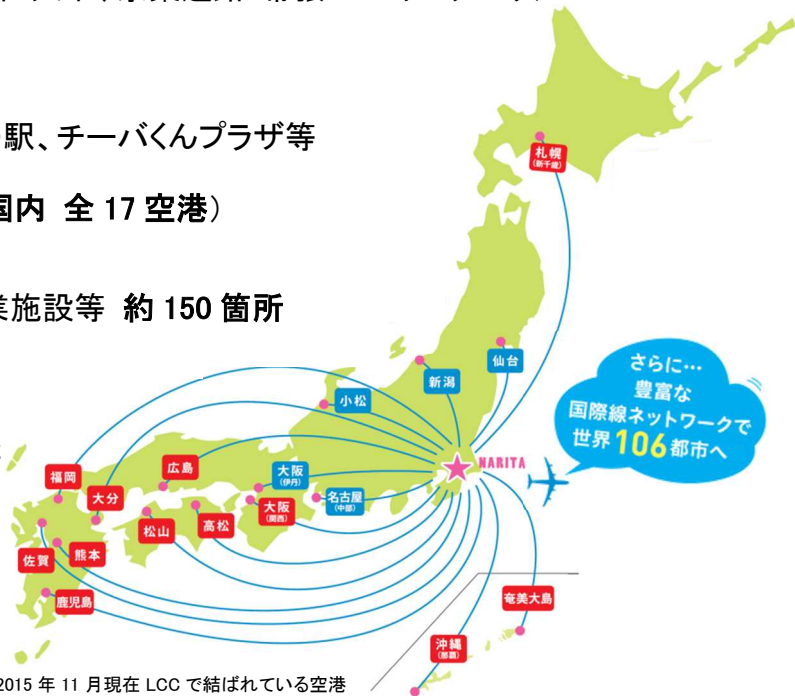 駅、チーバくんプラザ等
国内 全 17 空港）
業施設等 約 150 箇所
札幌
(新千歳)
仙台
新潟
小松
さらに…
豊富な
国際線ネットワークで
世界106都市へ
NARITA
福岡
大分
広島
大阪
(伊丹)
大阪
(関西)
名古屋
(中部)
松山
高松
佐賀
熊本
鹿児島
奄美大島
沖縄
(那覇)
2015 年 11 月現在 LCC で結ばれている空港